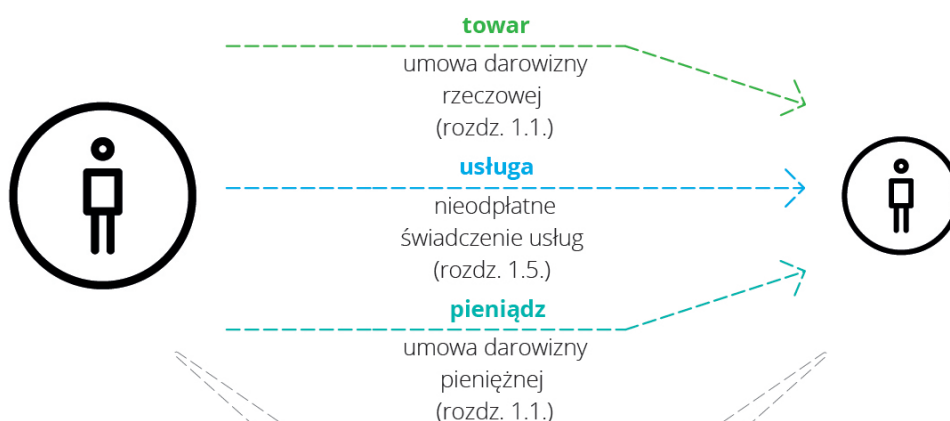 towar
umowa darowizny
rzeczowej
(rozdz. 1.1.)
usługa
nieodpłatne
świadczenie usług
(rozdz. 1.5.)
pieniądz
umowa darowizny
pieniężnej
(rozdz. 1.1.)